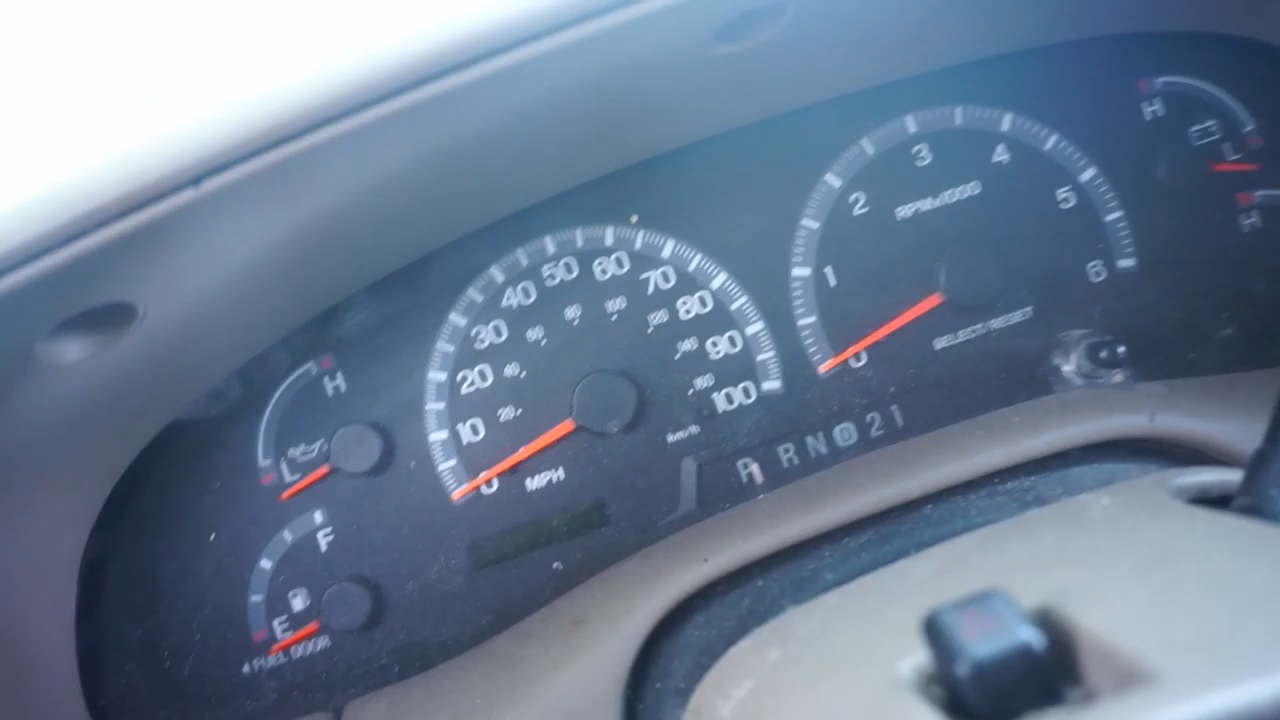 H
L
F
E
FUEL DOOR
0 10 20 30 40 50 60 70 80 90 100
20 40 60 80 100 120 140 160
km/h
MPH
P R N D 2 1
0 1 2 3 4 5 6
RPMx1000
SELECT/RESET
H
L
H